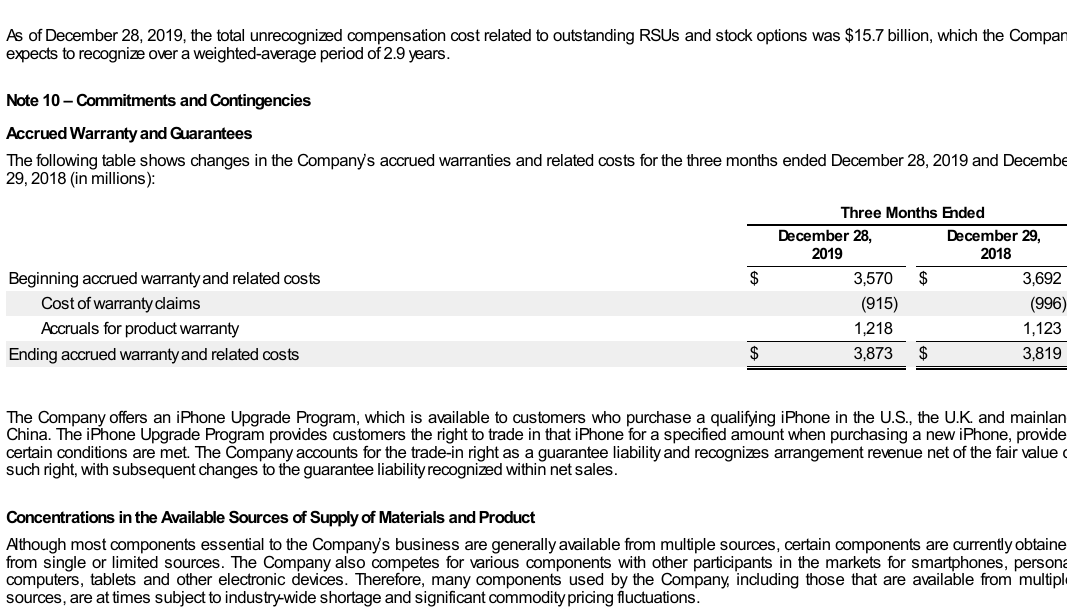 As of December 28, 2019, the total unrecognized compensation cost related to outstanding RSUs and stock options was $15.7 billion, which the Compan
expects to recognize over a weighted-average period of 2.9 years.
Note 10 – Commitments and Contingencies
Accrued Warranty and Guarantees
The following table shows changes in the Company's accrued warranties and related costs for the three months ended December 28, 2019 and Decembe
29, 2018 (in millions):
Three Months Ended
December 28, 2019 December 29, 2018
Beginning accrued warranty and related costs $ 3,570 $ 3,692
Cost of warranty claims (915) (996)
Accruals for product warranty 1,218 1,123
Ending accrued warranty and related costs $ 3,873 $ 3,819
The Company offers an iPhone Upgrade Program, which is available to customers who purchase a qualifying iPhone in the U.S., the U.K. and mainlan
China. The iPhone Upgrade Program provides customers the right to trade in that iPhone for a specified amount when purchasing a new iPhone, provide
certain conditions are met. The Company accounts for the trade-in right as a guarantee liability and recognizes arrangement revenue net of the fair value o
such right, with subsequent changes to the guarantee liability recognized within net sales.
Concentrations in the Available Sources of Supply of Materials and Product
Although most components essential to the Company's business are generally available from multiple sources, certain components are currently obtaine
from single or limited sources. The Company also competes for various components with other participants in the markets for smartphones, persona
computers, tablets and other electronic devices. Therefore, many components used by the Company, including those that are available from multipl
sources, are at times subject to industry-wide shortage and significant commodity pricing fluctuations.